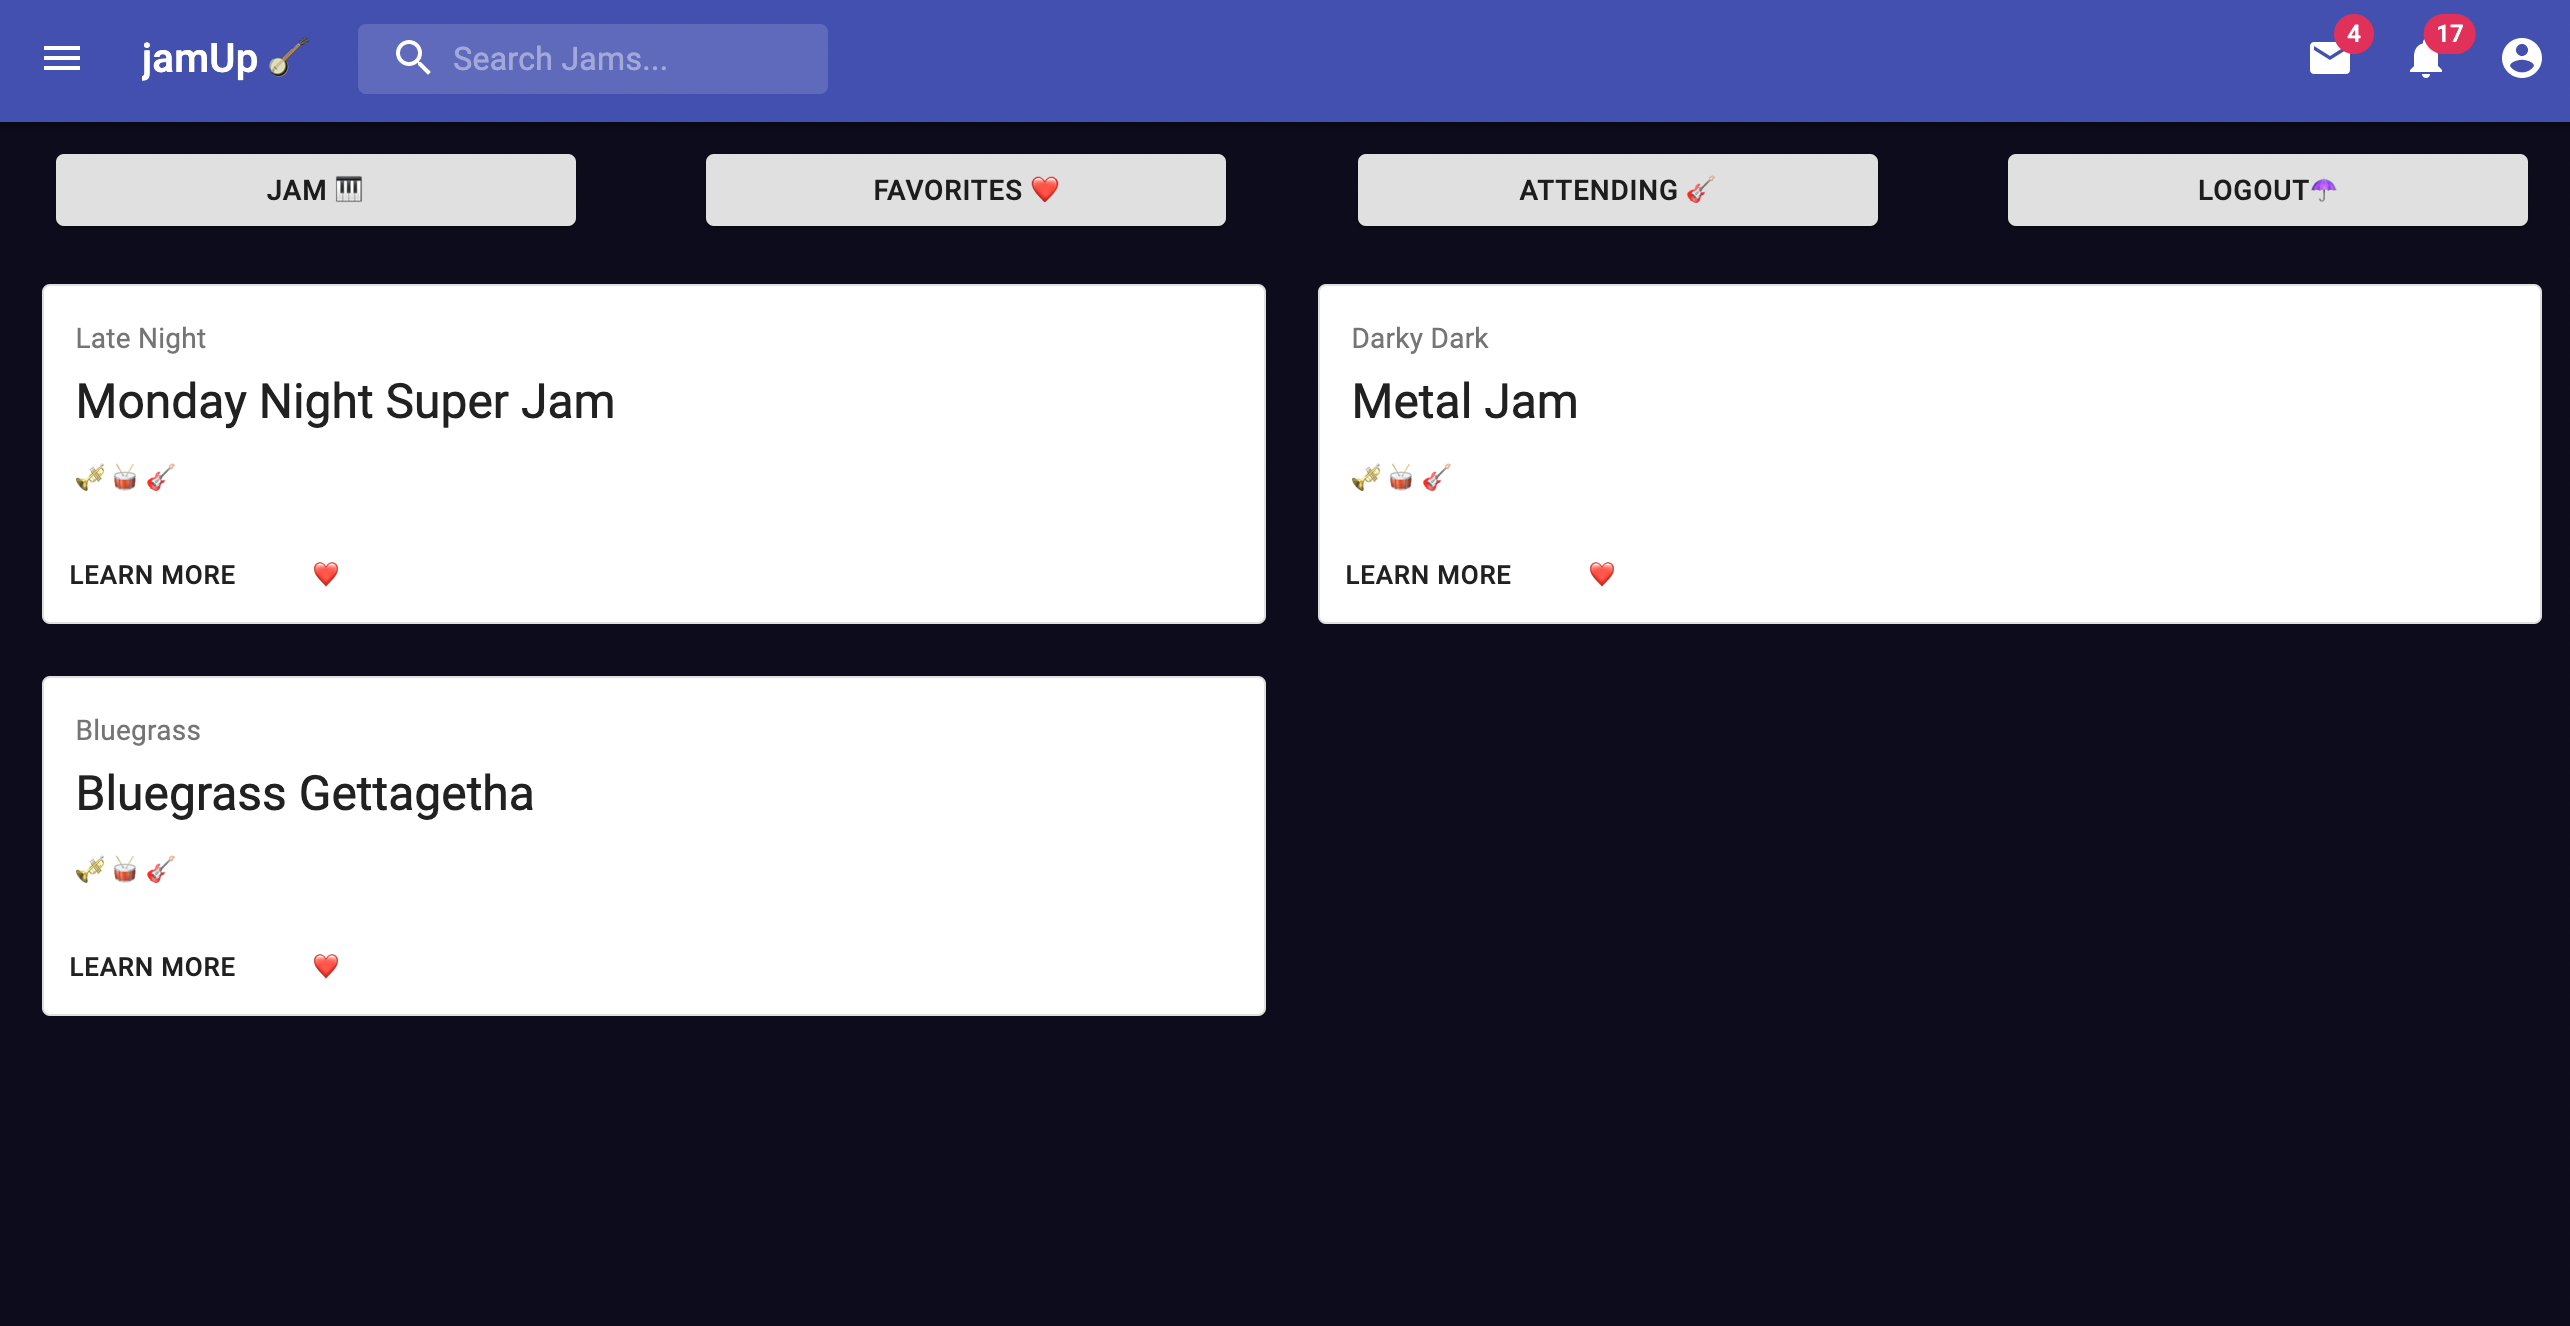 jamUp 🪕
Search Jams...
4
17
JAM 🎹
FAVORITES ❤️
ATTENDING 🎸
LOGOUT☂️
Late Night
Monday Night Super Jam
🎺 🥁 🎸
LEARN MORE ❤️
Darky Dark
Metal Jam
🎺 🥁 🎸
LEARN MORE ❤️
Bluegrass
Bluegrass Gettagetha
🎺 🥁 🎸
LEARN MORE ❤️